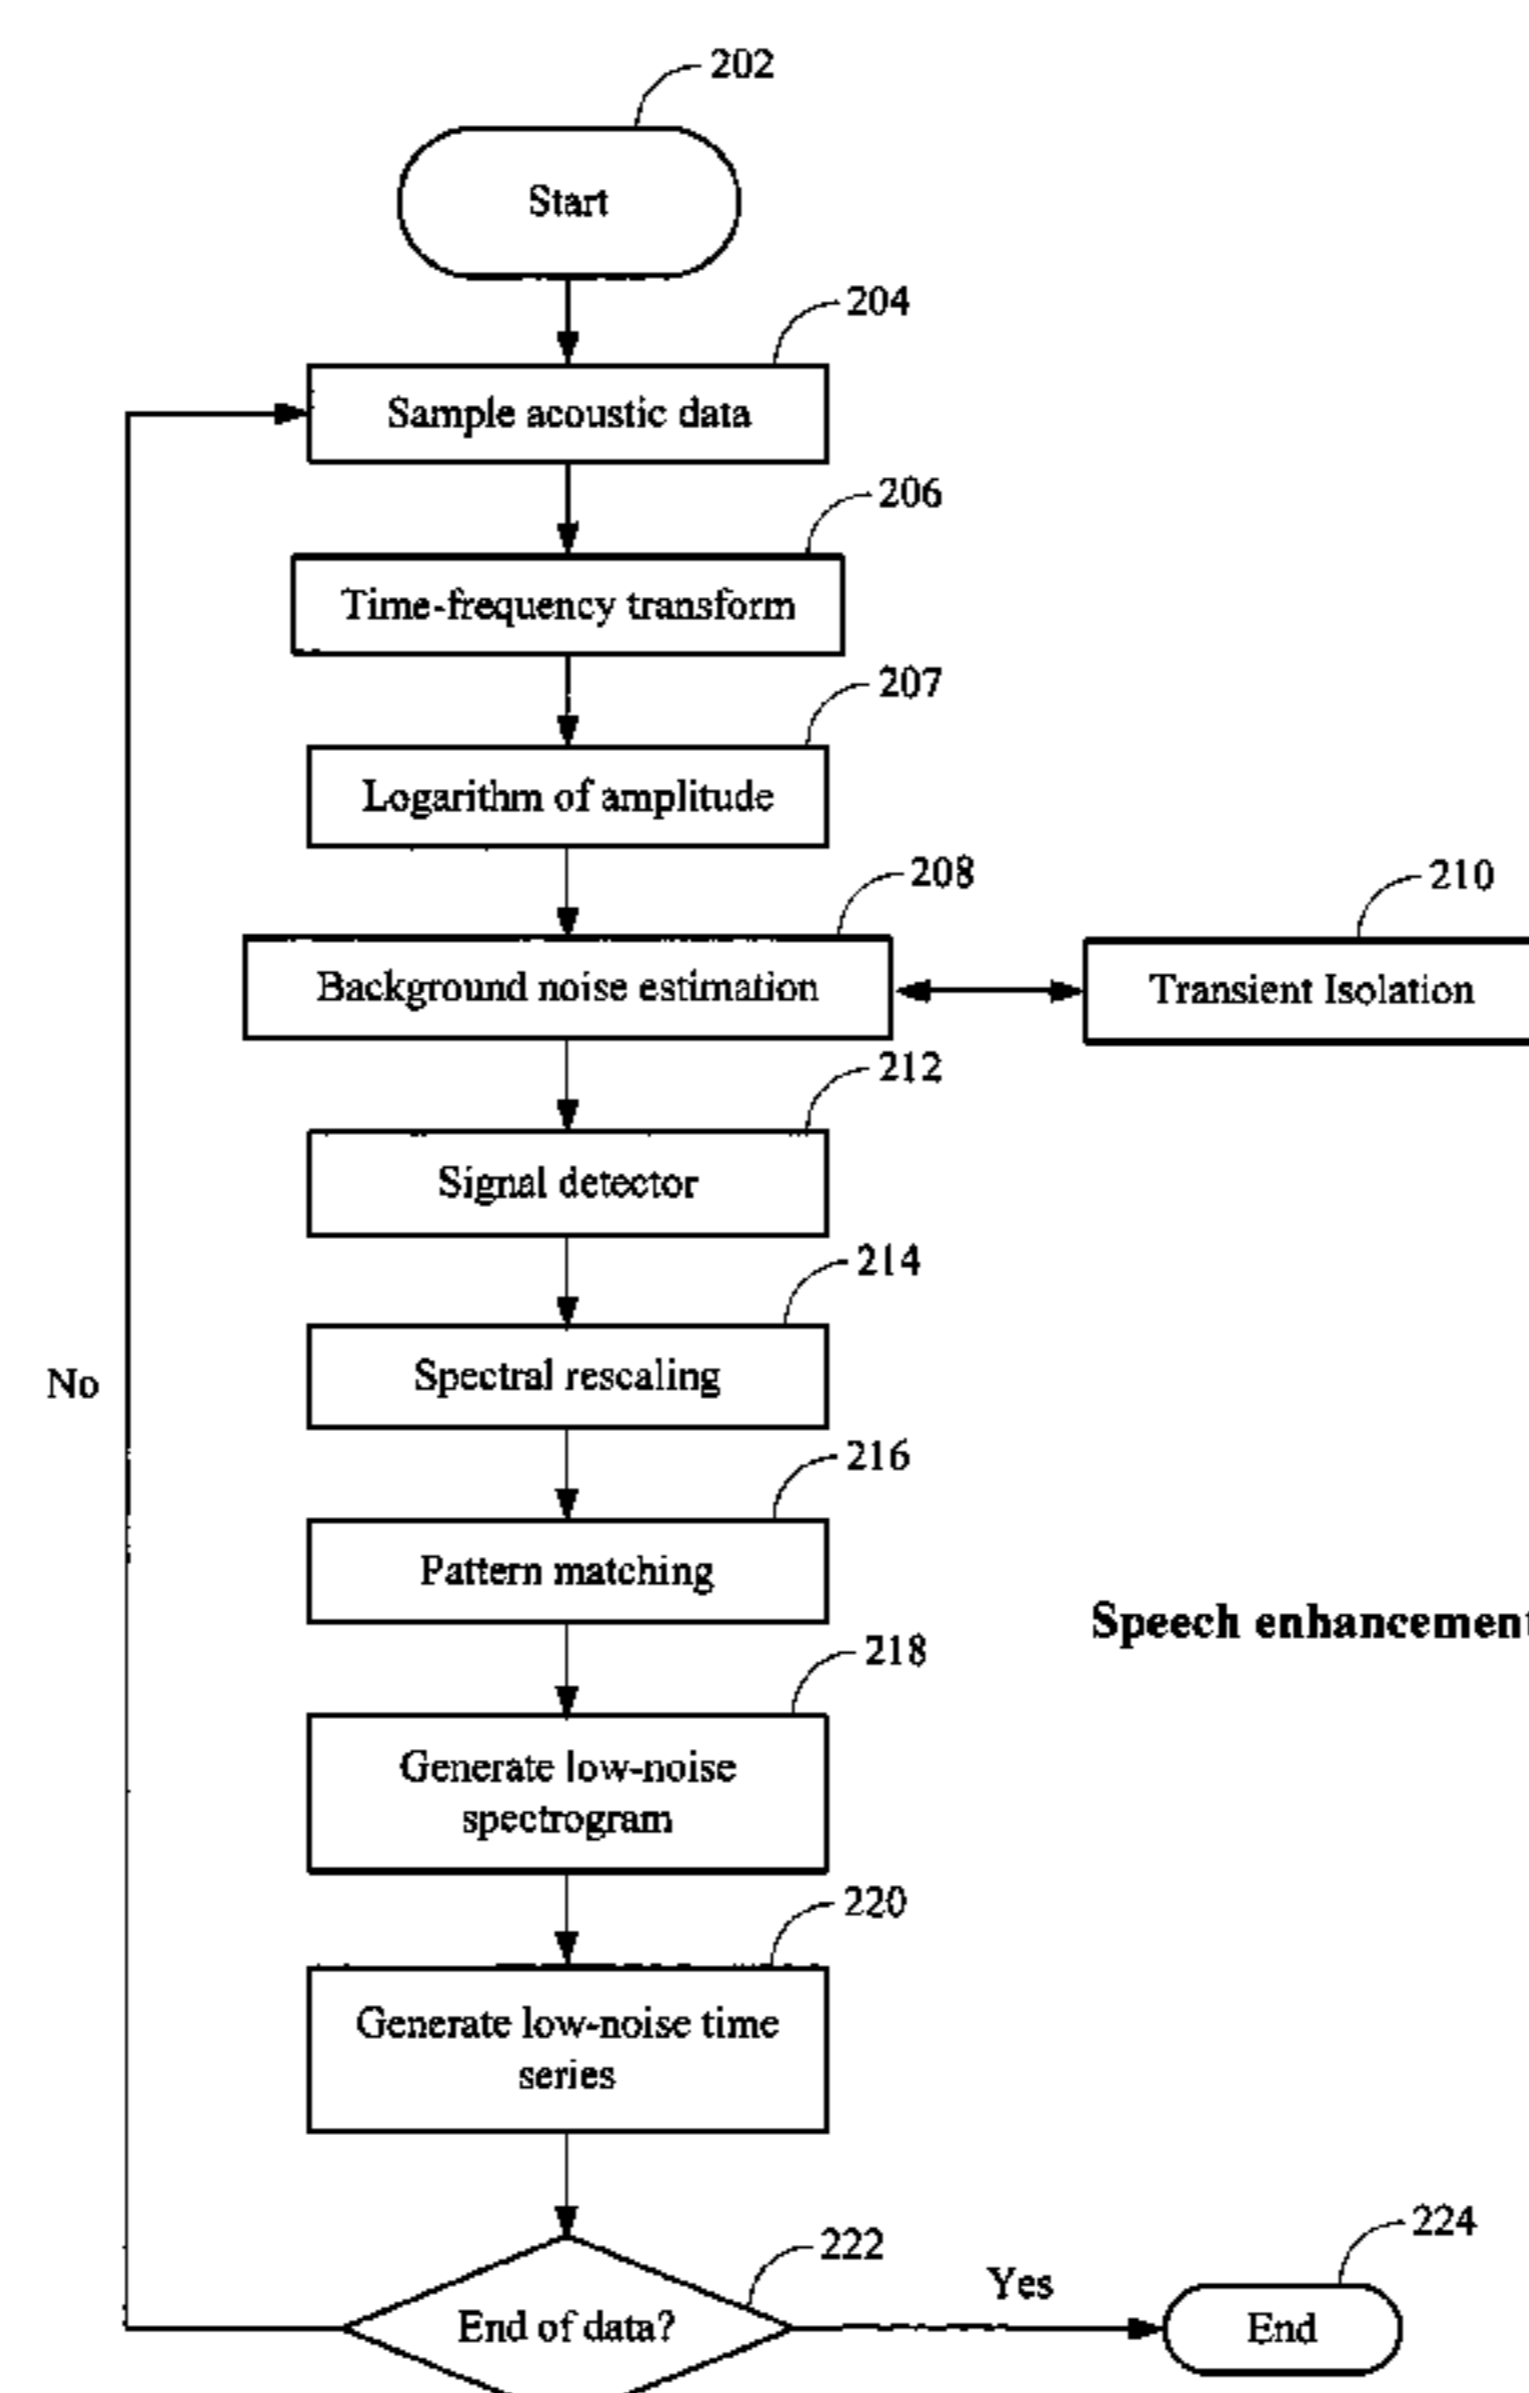 202
Start
204
Sample acoustic data
206
Time-frequency transform
207
Logarithm of amplitude
208
210
Background noise estimation
Transient Isolation
212
Signal detector
214
Spectral rescaling
No
216
Pattern matching
Speech enhancement
218
Generate low-noise
spectrogram
220
Generate low-noise time
series
222
224
Yes
End of data?
End